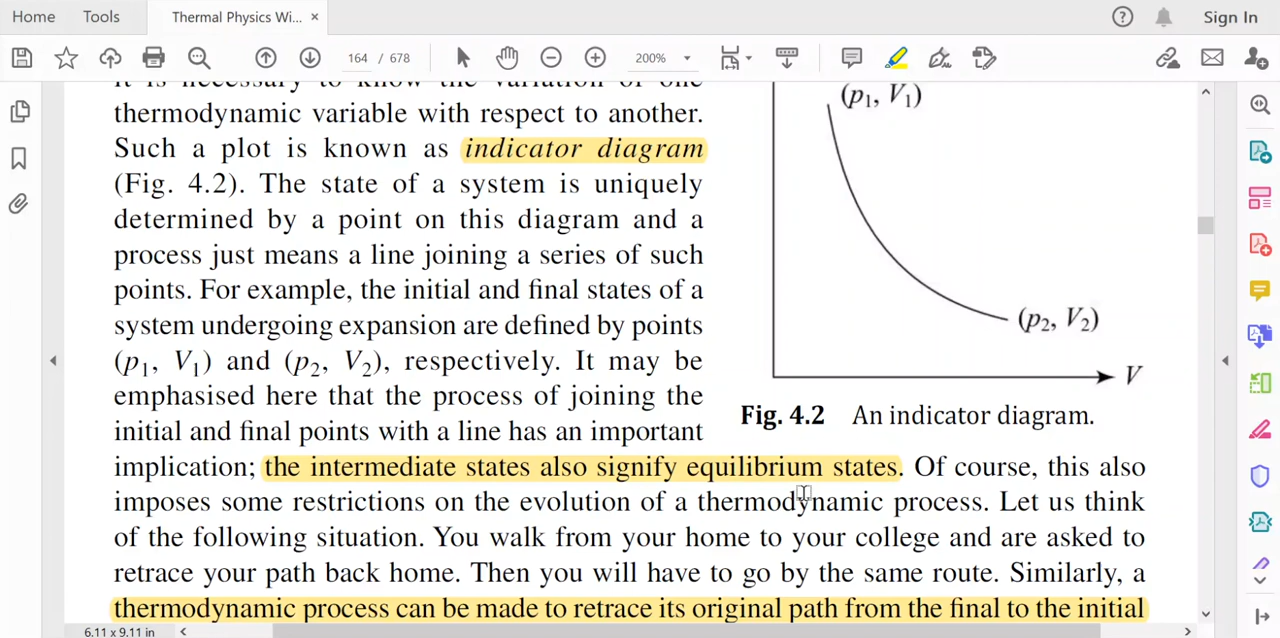 Home Tools Thermal Physics Wi... × Sign In
164 / 678 200%
it is necessary to know the variation of one
thermodynamic variable with respect to another.
Such a plot is known as indicator diagram
(Fig. 4.2). The state of a system is uniquely
determined by a point on this diagram and a
process just means a line joining a series of such
points. For example, the initial and final states of a
system undergoing expansion are defined by points
(p₁, V₁) and (p₂, V₂), respectively. It may be
emphasised here that the process of joining the
initial and final points with a line has an important
(p₁, V₁)
(p₂, V₂)
V
Fig. 4.2 An indicator diagram.
implication; the intermediate states also signify equilibrium states. Of course, this also
imposes some restrictions on the evolution of a thermodynamic process. Let us think
of the following situation. You walk from your home to your college and are asked to
retrace your path back home. Then you will have to go by the same route. Similarly, a
thermodynamic process can be made to retrace its original path from the final to the initial
6.11 x 9.11 in